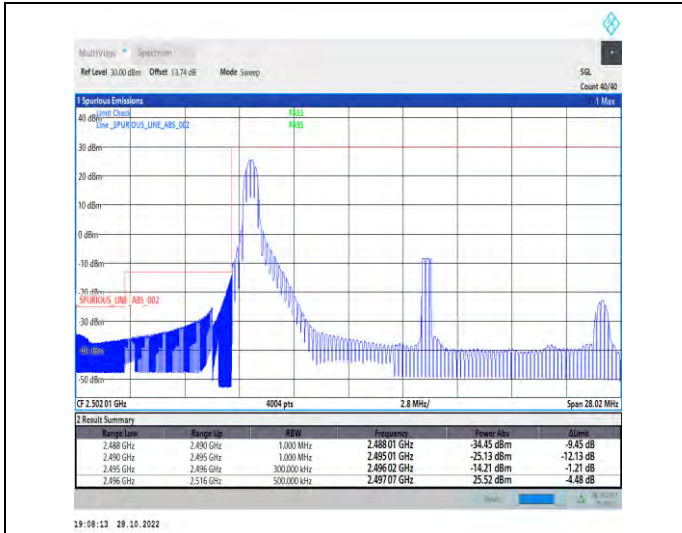 MultiView Spectrum
Ref Level 30.00 dBm Offset 13.74 dB Mode Sweep SGL
Count 40/40
1 Spurious Emissions 1 Max
Limit Check PASS
40 dBm
Line _SPURIOUS_LINE_ABS_002 PASS
30 dBm
20 dBm
10 dBm
0 dBm
-10 dBm
-20 dBm
_SPURIOUS_LINE_ABS_002
-30 dBm
-40 dBm
-50 dBm
CF 2.502 01 GHz 4004 pts 2.8 MHz/ Span 28.02 MHz
2 Result Summary
Range Low Range Up RBW Frequency Power Abs ΔLimit
2.488 GHz 2.490 GHz 1.000 MHz 2.488 01 GHz -34.45 dBm -9.45 dB
2.490 GHz 2.495 GHz 1.000 MHz 2.495 01 GHz -25.13 dBm -12.13 dB
2.495 GHz 2.496 GHz 300.000 kHz 2.496 02 GHz -14.21 dBm -1.21 dB
2.496 GHz 2.516 GHz 500.000 kHz 2.497 07 GHz 25.52 dBm -4.48 dB
19:08:13 28.10.2022